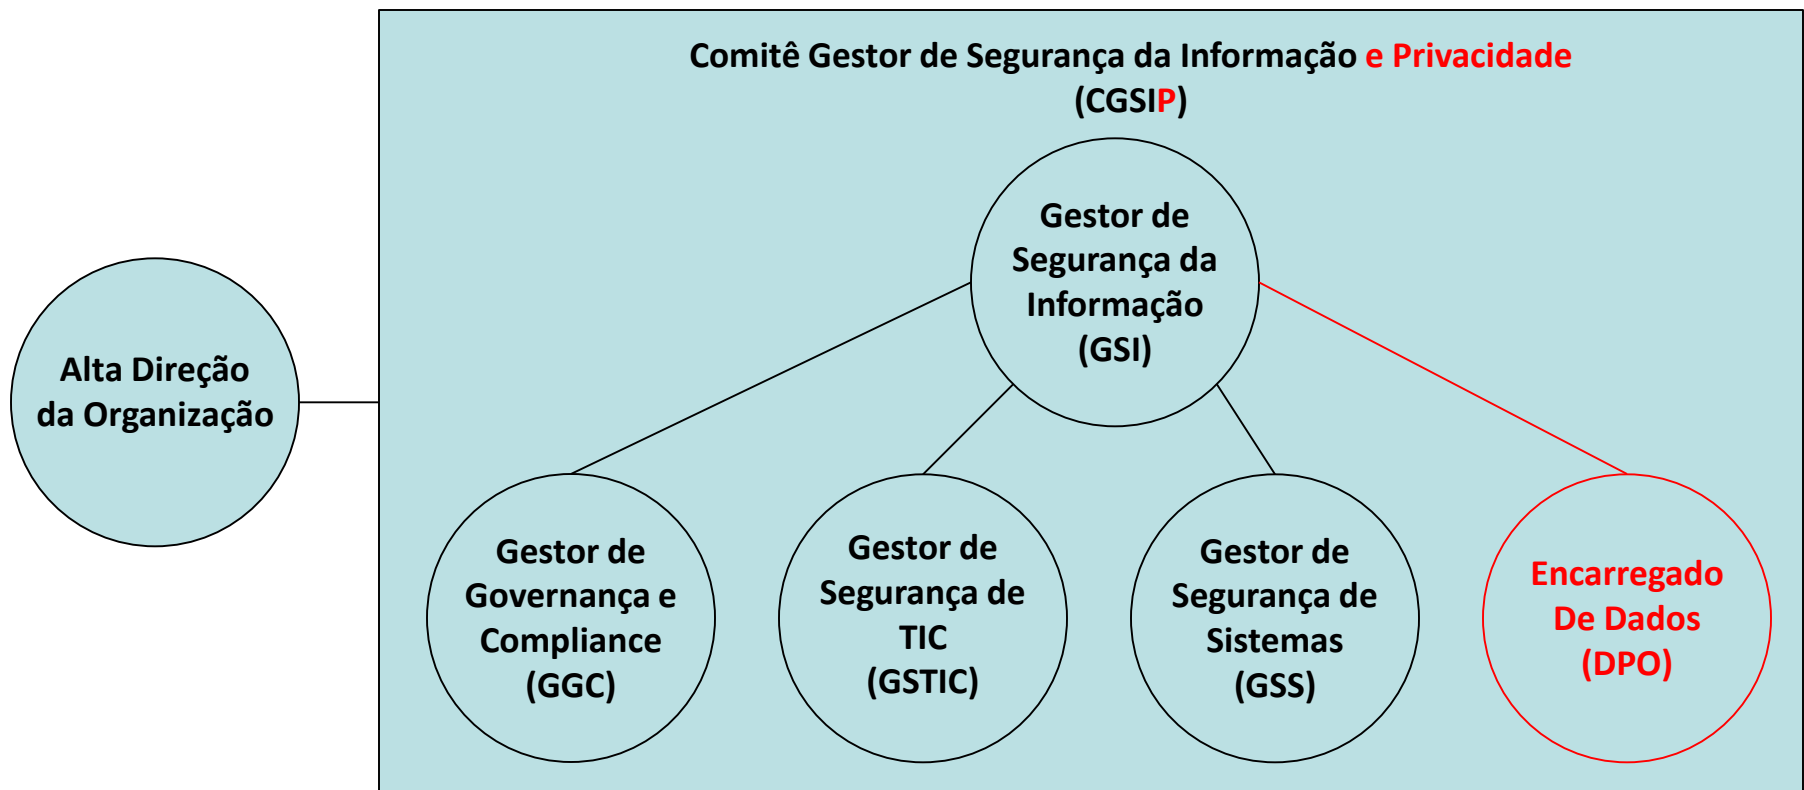 Comitê Gestor de Segurança da Informação e Privacidade
(CGSIP)
Gestor de
Segurança da
Informação
(GSI)
Alta Direção
da Organização
Gestor de
Governança e
Compliance
(GGC)
Gestor de
Segurança de
TIC
(GSTIC)
Gestor de
Segurança de
Sistemas
(GSS)
Encarregado
De Dados
(DPO)